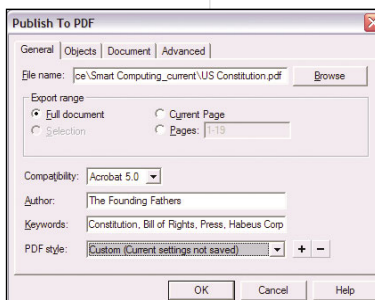 Publish To PDF
General Objects Document Advanced
File name: ce\Smart Computing_current\US Constitution.pdf Browse
Export range
Full document Current Page
Selection Pages: 1-19
Compatibility: Acrobat 5.0
Author: The Founding Fathers
Keywords: Constitution, Bill of Rights, Press, Habeus Corp
PDF style: Custom (Current settings not saved) + −
OK Cancel Help